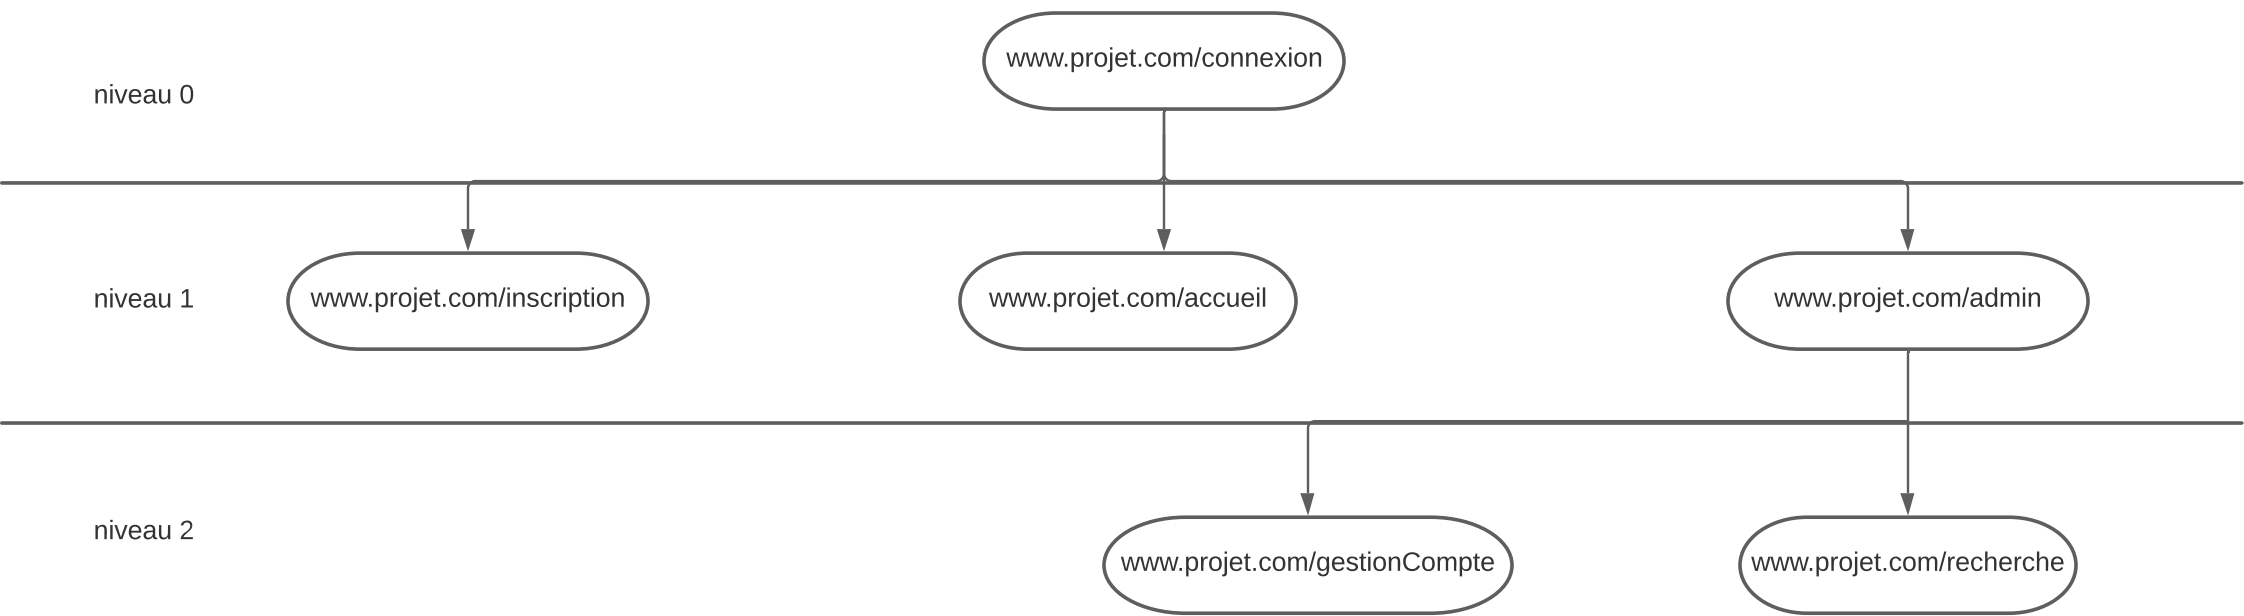 www.projet.com/connexion
niveau 0
niveau 1
www.projet.com/inscription
www.projet.com/accueil
www.projet.com/admin
niveau 2
www.projet.com/gestionCompte
www.projet.com/recherche